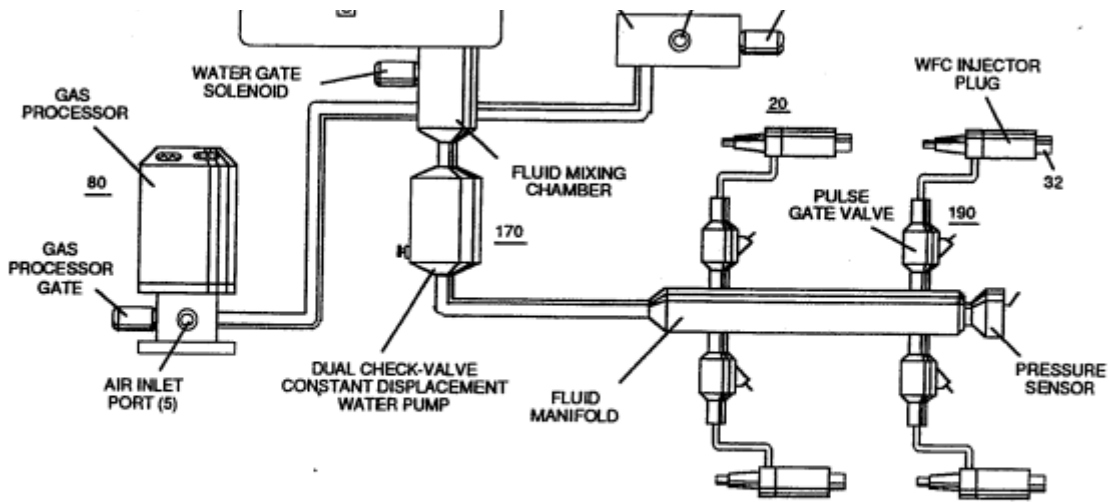 WATER GATE
SOLENOID
WFC INJECTOR
PLUG
GAS
PROCESSOR
20
80
FLUID MIXING
CHAMBER
32
PULSE
GATE VALVE
190
170
GAS
PROCESSOR
GATE
AIR INLET
PORT (5)
DUAL CHECK-VALVE
CONSTANT DISPLACEMENT
WATER PUMP
FLUID
MANIFOLD
PRESSURE
SENSOR